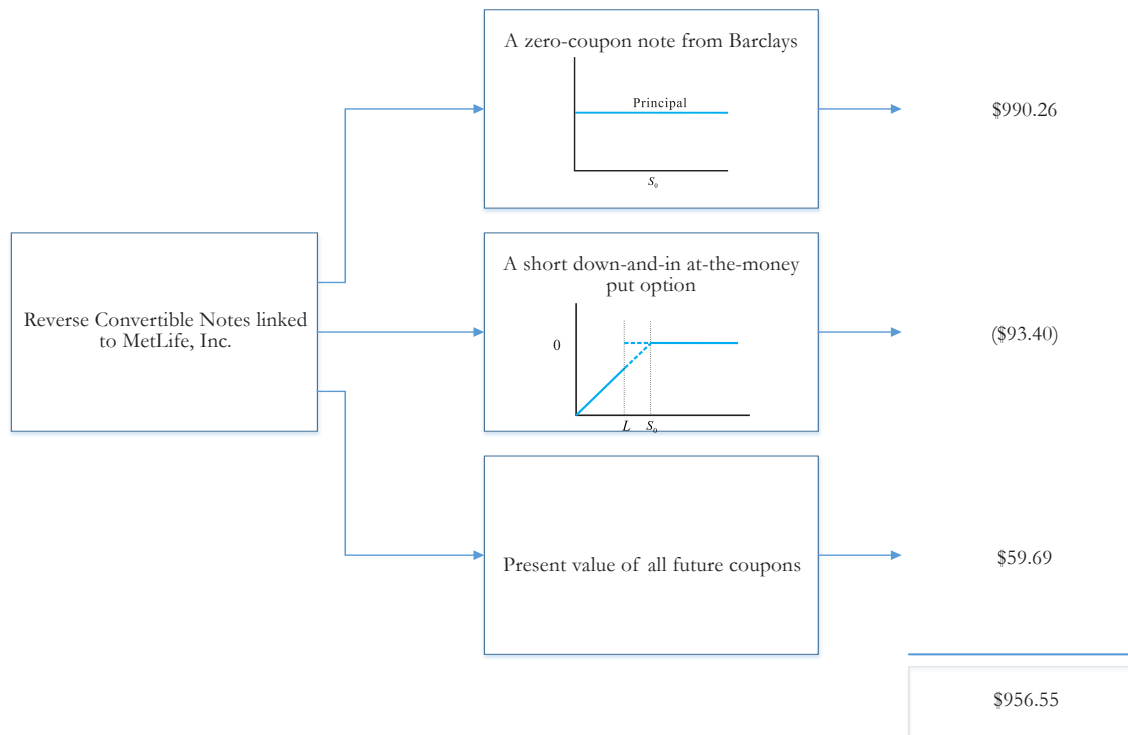 A zero-coupon note from Barclays
Principal
S₀
$990.26
Reverse Convertible Notes linked
to MetLife, Inc.
A short down-and-in at-the-money
put option
0
L S₀
($93.40)
Present value of all future coupons
$59.69
$956.55